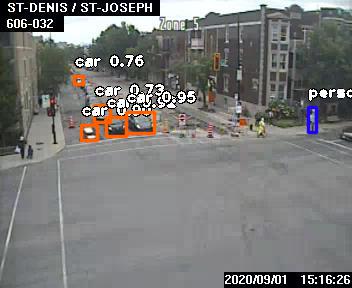 ST-DENIS / ST-JOSEPH
606-032
Zone 5
car 0.76
car 0.73
car 0.95
perso
2020/09/01 15:16:26